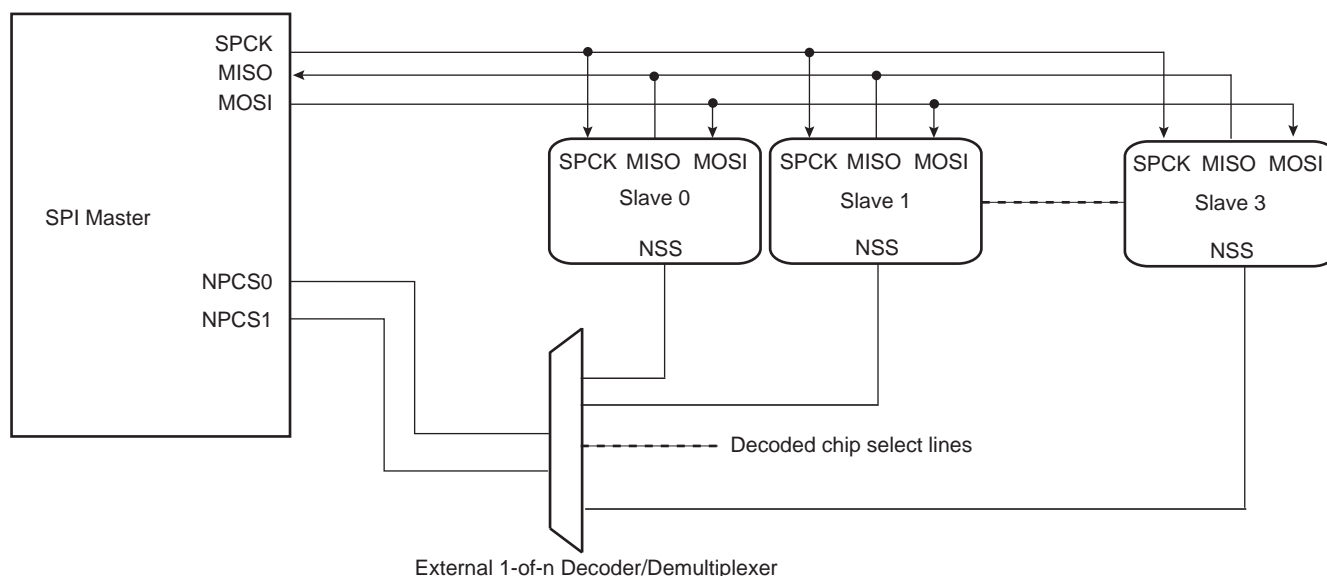 SPCK
MISO
MOSI
SPI Master
NPCS0
NPCS1
SPCK MISO MOSI
Slave 0
NSS
SPCK MISO MOSI
Slave 1
NSS
SPCK MISO MOSI
Slave 3
NSS
Decoded chip select lines
External 1-of-n Decoder/Demultiplexer